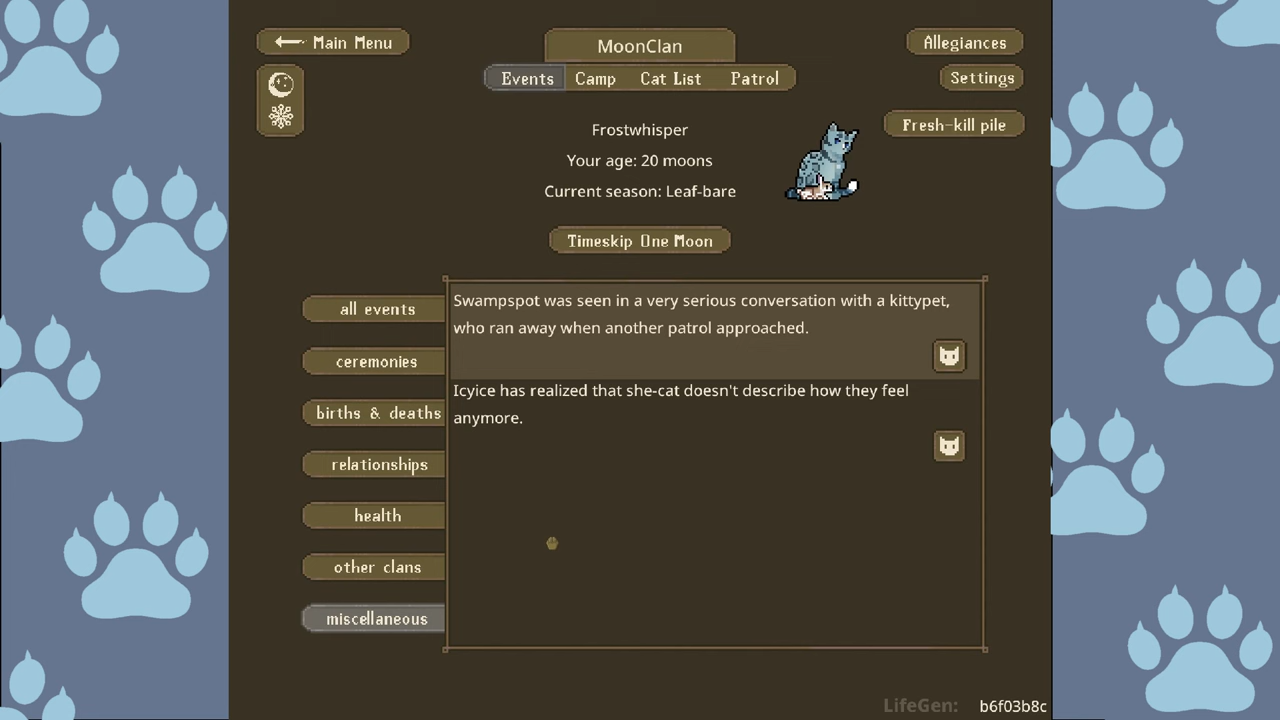 Main Menu
MoonClan
Allegiances
Events
Camp
Cat List
Patrol
Settings
Fresh-kill pile
Frostwhisper
Your age: 20 moons
Current season: Leaf-bare
Timeskip One Moon
all events
ceremonies
births & deaths
relationships
health
other clans
miscellaneous
Swampspot was seen in a very serious conversation with a kittypet,
who ran away when another patrol approached.
Icyice has realized that she-cat doesn't describe how they feel
anymore.
LifeGen: b6f03b8c